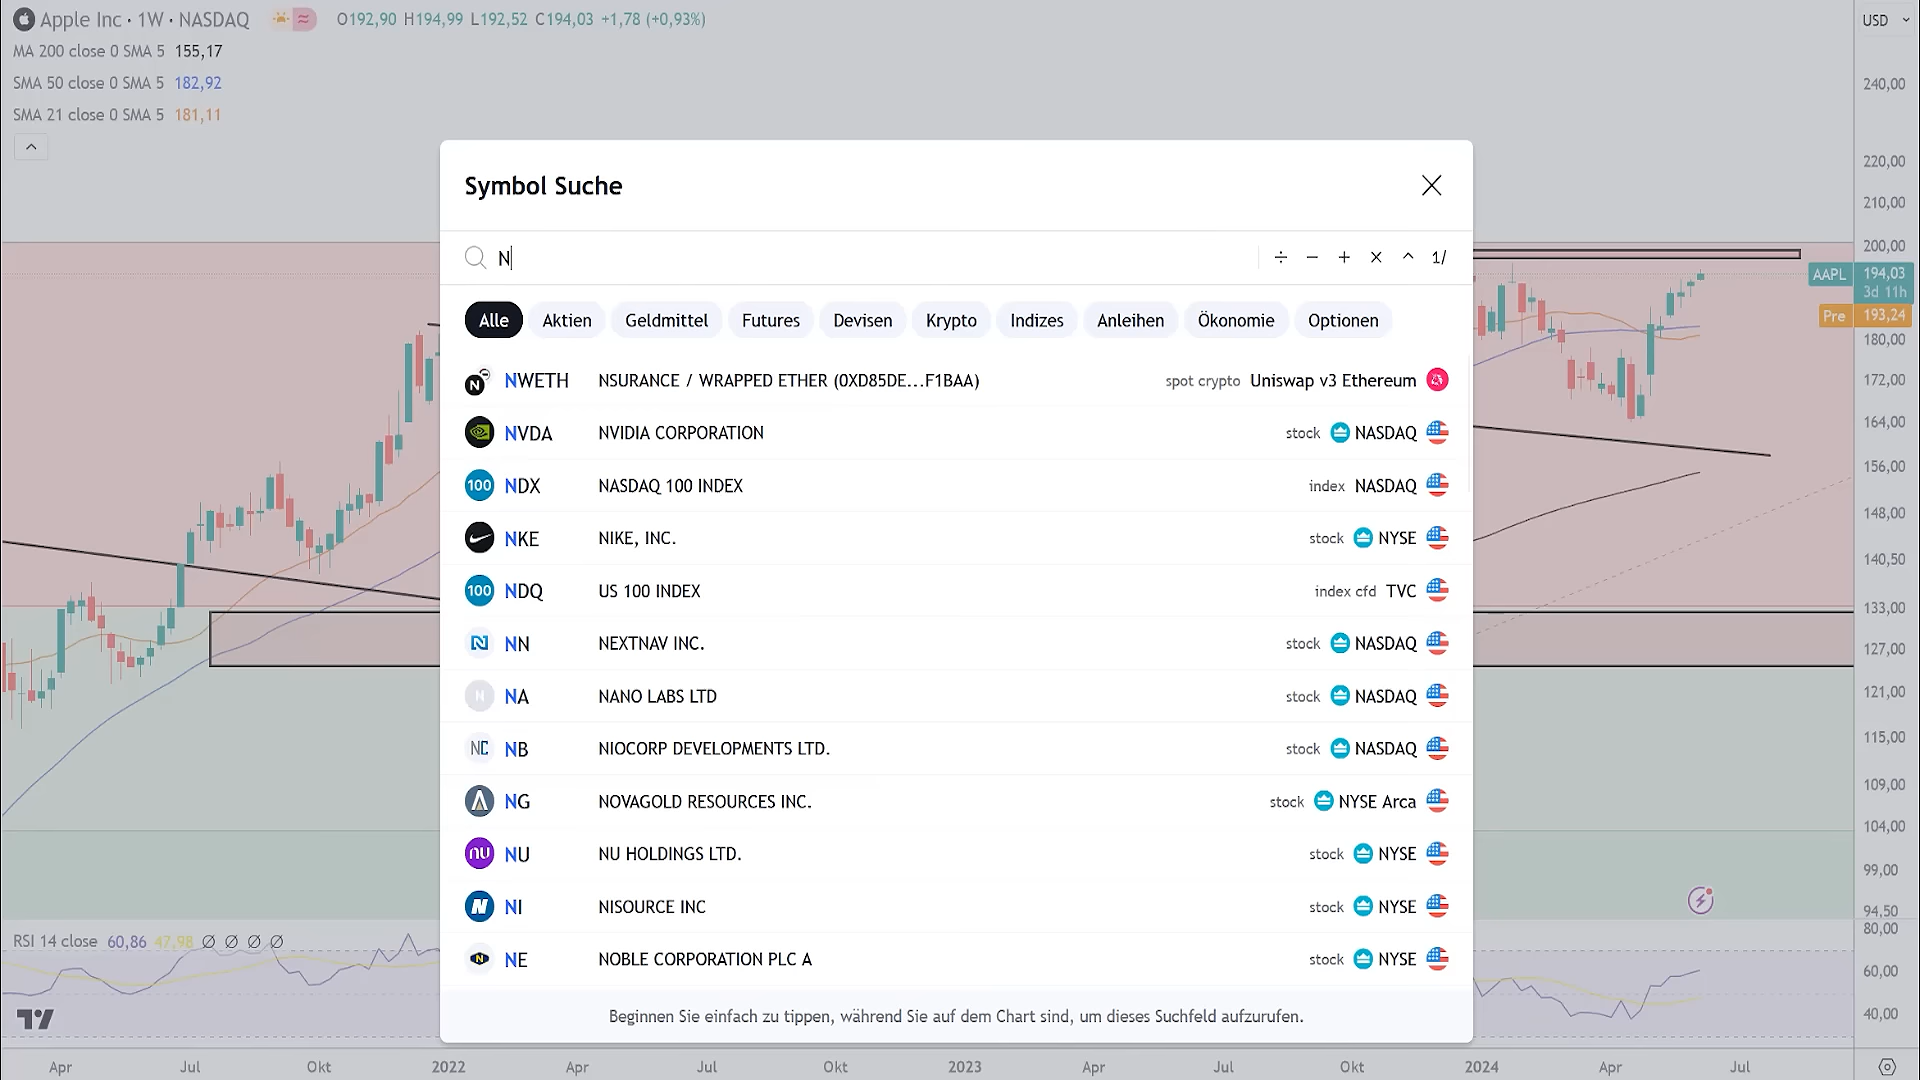 Apple Inc · 1W · NASDAQ O192,90 H194,99 L192,52 C194,03 +1,78 (+0,93%)
USD
MA 200 close 0 SMA 5 155,17
SMA 50 close 0 SMA 5 182,92
SMA 21 close 0 SMA 5 181,11
Symbol Suche
N
÷ − + × ^ 1/
Alle Aktien Geldmittel Futures Devisen Krypto Indizes Anleihen Ökonomie Optionen
N NWETH NSURANCE / WRAPPED ETHER (0XD85DE...F1BAA) spot crypto Uniswap v3 Ethereum
NVDA NVIDIA CORPORATION stock NASDAQ
100 NDX NASDAQ 100 INDEX index NASDAQ
NKE NIKE, INC. stock NYSE
100 NDQ US 100 INDEX index cfd TVC
N NN NEXTNAV INC. stock NASDAQ
N NA NANO LABS LTD stock NASDAQ
NC NB NIOCORP DEVELOPMENTS LTD. stock NASDAQ
NG NOVAGOLD RESOURCES INC. stock NYSE Arca
nu NU NU HOLDINGS LTD. stock NYSE
N NI NISOURCE INC stock NYSE
N NE NOBLE CORPORATION PLC A stock NYSE
Beginnen Sie einfach zu tippen, während Sie auf dem Chart sind, um dieses Suchfeld aufzurufen.
240,00
220,00
210,00
200,00
AAPL 194,03
3d 11h
Pre 193,24
180,00
172,00
164,00
156,00
148,00
140,50
133,00
127,00
121,00
115,00
109,00
104,00
99,00
94,50
80,00
60,00
40,00
RSI 14 close 60,86 47,98 Ø Ø Ø Ø
Apr Jul Okt 2022 Apr Jul Okt 2023 Apr Jul Okt 2024 Apr Jul